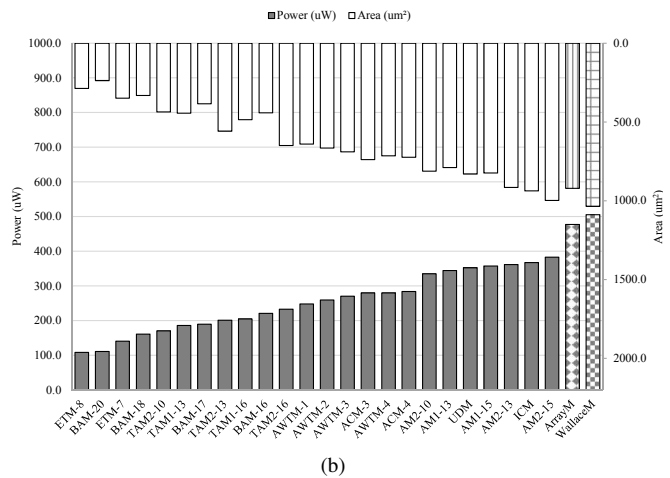 Power (uW) Area (um²)
1000.0 0.0
900.0
800.0
700.0
600.0
500.0
400.0
300.0
200.0
100.0
0.0
500.0
1000.0
1500.0
2000.0
Power (uW)
Area (um²)
ETM-8
BAM-20
ETM-7
BAM-18
TAM2-10
TAM1-13
BAM-17
TAM2-13
TAM1-16
BAM-16
TAM2-16
AWTM-1
AWTM-2
AWTM-3
ACM-3
AWTM-4
ACM-4
AM2-10
AM1-13
UDM
AM1-15
AM2-13
ICM
AM2-15
ArrayM
WallaceM
(b)